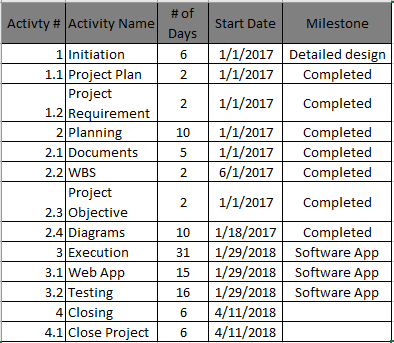 Activty # Activity Name # of Days Start Date Milestone
1 Initiation 6 1/1/2017 Detailed design
1.1 Project Plan 2 1/1/2017 Completed
1.2 Project Requirement 2 1/1/2017 Completed
2 Planning 10 1/1/2017 Completed
2.1 Documents 5 1/1/2017 Completed
2.2 WBS 2 6/1/2017 Completed
2.3 Project Objective 2 1/1/2017 Completed
2.4 Diagrams 10 1/18/2017 Completed
3 Execution 31 1/29/2018 Software App
3.1 Web App 15 1/29/2018 Software App
3.2 Testing 16 1/29/2018 Software App
4 Closing 6 4/11/2018
4.1 Close Project 6 4/11/2018